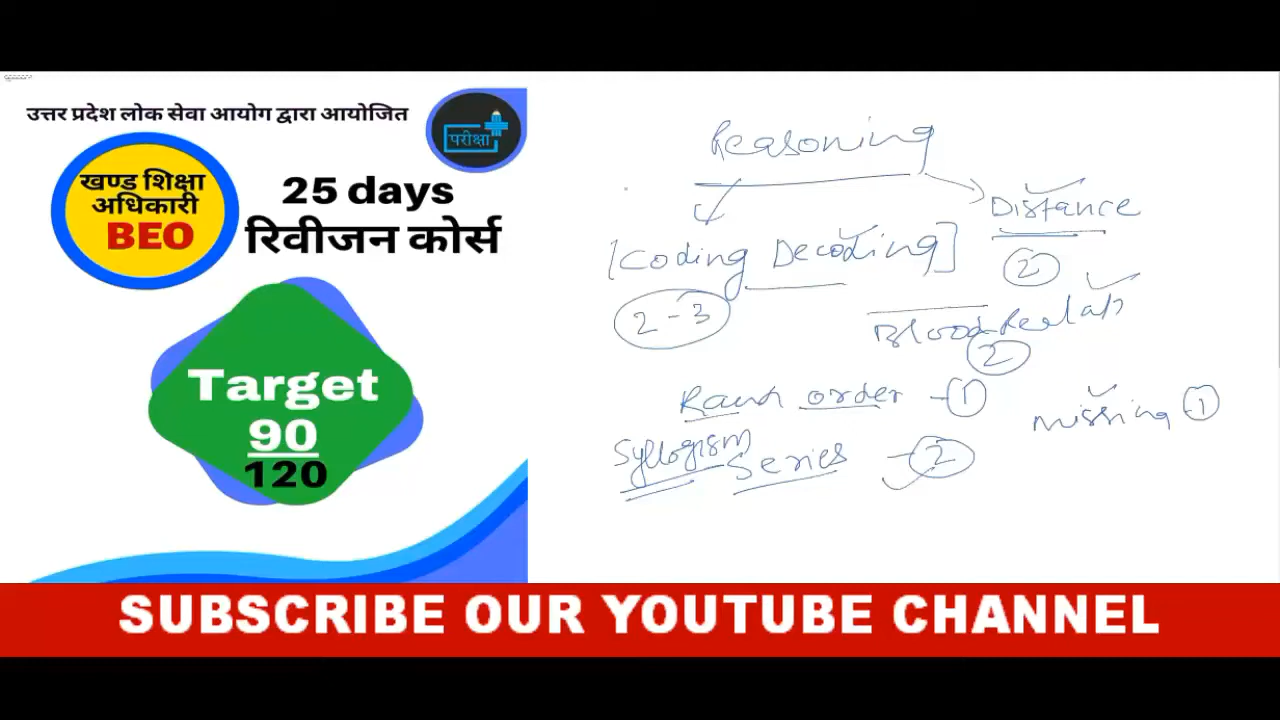 उत्तर प्रदेश लोक सेवा आयोग द्वारा आयोजित
परीक्षा
खण्ड शिक्षा
अधिकारी
BEO
25 days
रिवीजन कोर्स
Target
90
120
Reasoning
Distance
2
[Coding Decoding]
2-3
Blood Relatn
2
Rank order - 1
missing - 1
Syllogism
Series - 2
SUBSCRIBE OUR YOUTUBE CHANNEL